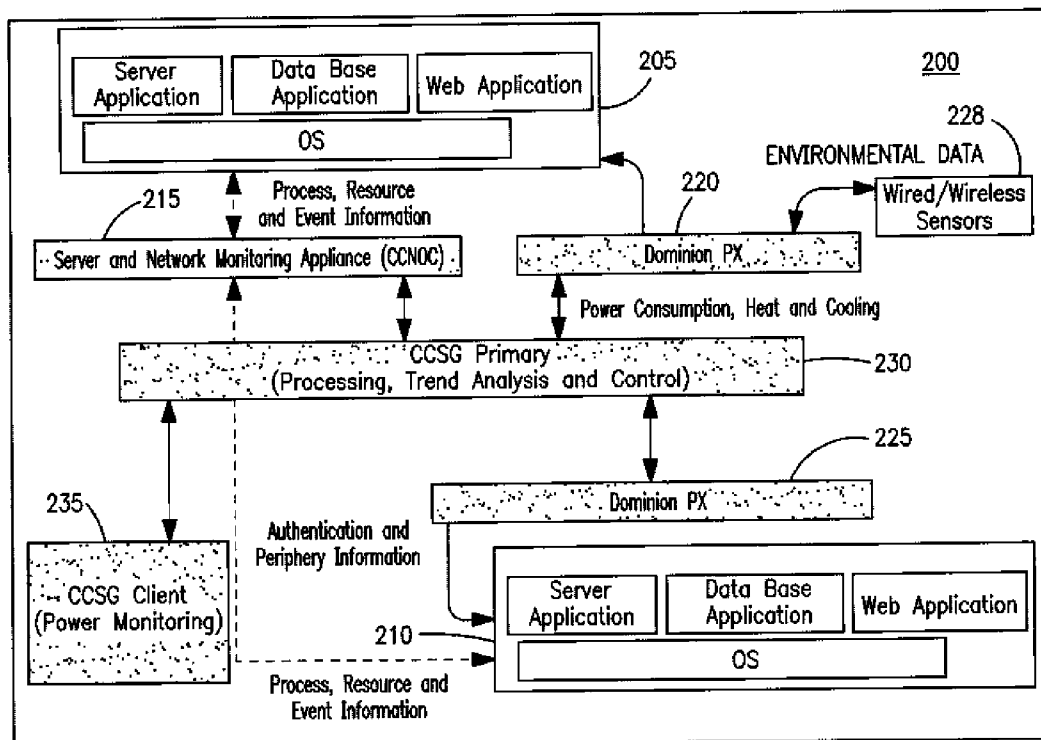 200
205
Server
Application
Data Base
Application
Web Application
OS
228
ENVIRONMENTAL DATA
Wired/Wireless
Sensors
215
Process, Resource
and Event Information
220
Server and Network Monitoring Appliance (CCNOC)
Dominion PX
Power Consumption, Heat and Cooling
CCSG Primary
(Processing, Trend Analysis and Control)
230
225
Dominion PX
235
Authentication and
Periphery Information
CCSG Client
(Power Monitoring)
Server
Application
Data Base
Application
Web Application
210
OS
Process, Resource and
Event Information